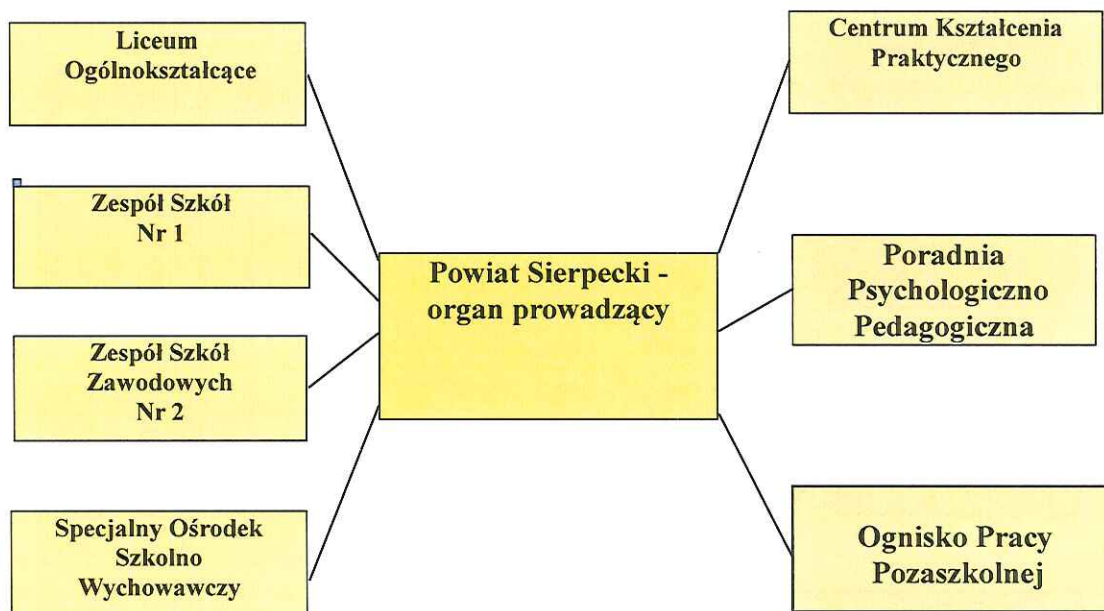 Liceum
Ogólnokształcące
Zespół Szkół
Nr 1
Zespół Szkół
Zawodowych
Nr 2
Specjalny Ośrodek
Szkolno
Wychowawczy
Powiat Sierpecki -
organ prowadzący
Centrum Kształcenia
Praktycznego
Poradnia
Psychologiczno
Pedagogiczna
Ognisko Pracy
Pozaszkolnej